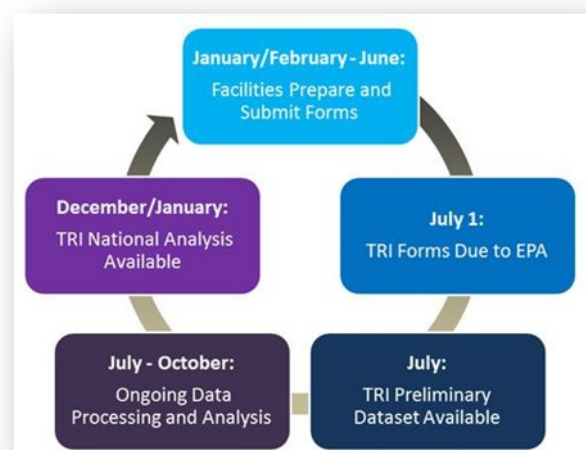 January/February - June:
Facilities Prepare and
Submit Forms
July 1:
TRI Forms Due to EPA
July:
TRI Preliminary
Dataset Available
July - October:
Ongoing Data
Processing and Analysis
December/January:
TRI National Analysis
Available